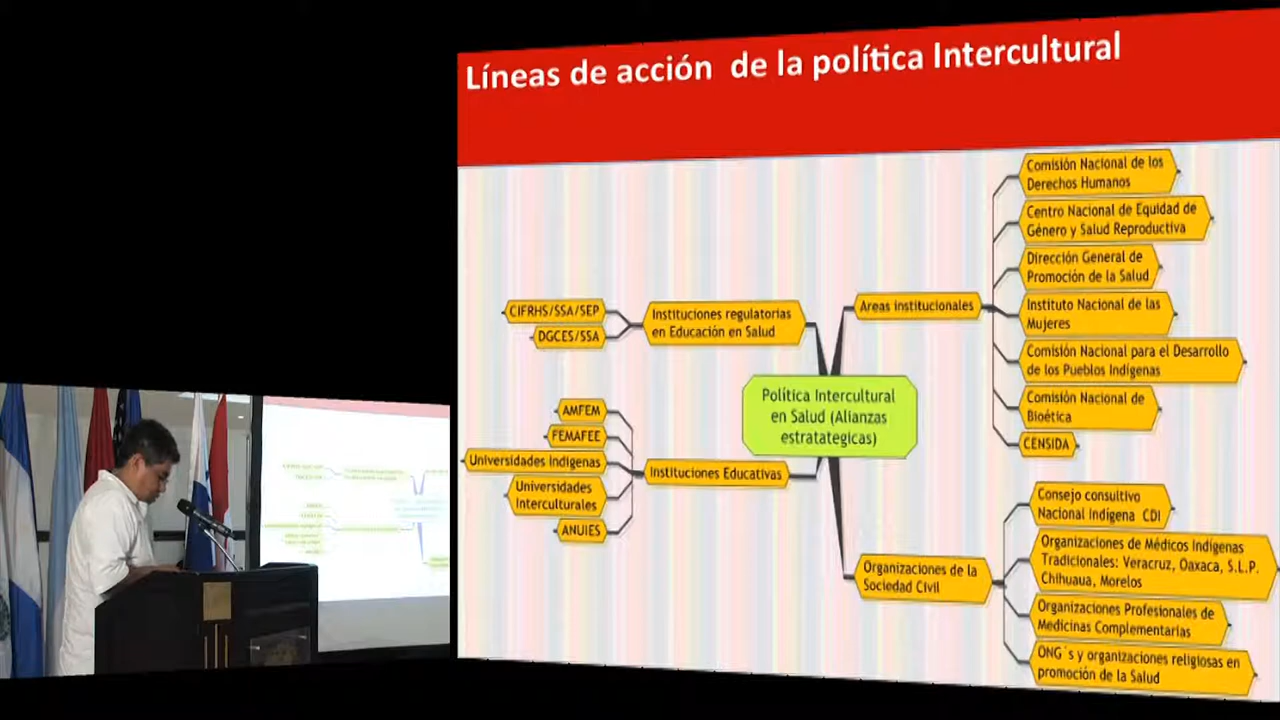 Líneas de acción de la política Intercultural
CIFRHS/SSA/SEP
DGCES/SSA
Instituciones regulatorias
en Educación en Salud
AMFEM
FEMAFEE
Universidades Indigenas
Universidades
Interculturales
ANUIES
Instituciones Educativas
Política Intercultural
en Salud (Alianzas
estratategicas)
Areas institucionales
Comisión Nacional de los
Derechos Humanos
Centro Nacional de Equidad de
Género y Salud Reproductiva
Dirección General de
Promoción de la Salud
Instituto Nacional de las
Mujeres
Comisión Nacional para el Desarrollo
de los Pueblos Indígenas
Comisión Nacional de
Bioética
CENSIDA
Organizaciones de la
Sociedad Civil
Consejo consultivo
Nacional Indígena CDI
Organizaciones de Médicos Indígenas
Tradicionales: Veracruz, Oaxaca, S.L.P.
Chihuaua, Morelos
Organizaciones Profesionales de
Medicinas Complementarias
ONG´s y organizaciones religiosas en
promoción de la Salud